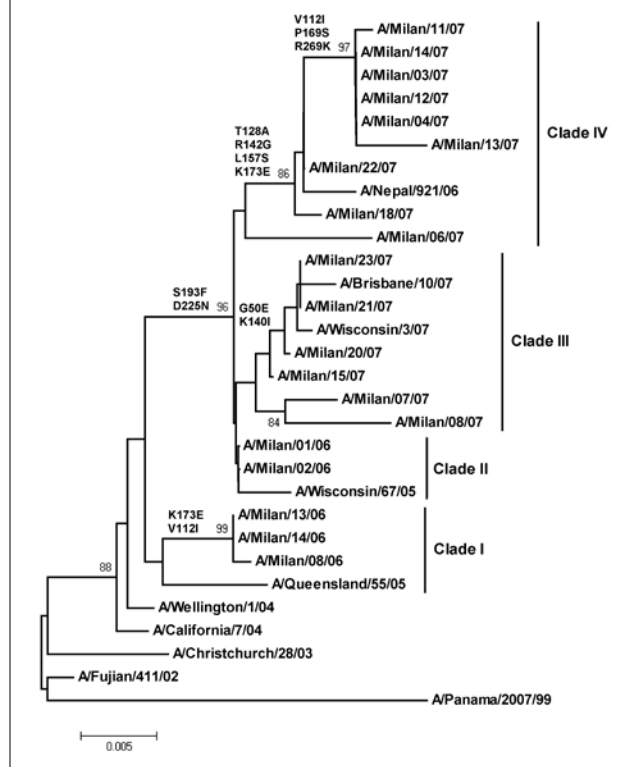 V112I
P169S
R269K
97
A/Milan/11/07
A/Milan/14/07
A/Milan/03/07
A/Milan/12/07
A/Milan/04/07
A/Milan/13/07
Clade IV
T128A
R142G
L157S
K173E
86
A/Milan/22/07
A/Nepal/921/06
A/Milan/18/07
A/Milan/06/07
S193F
D225N
96
G50E
K140I
A/Milan/23/07
A/Brisbane/10/07
A/Milan/21/07
A/Wisconsin/3/07
A/Milan/20/07
A/Milan/15/07
A/Milan/07/07
84
A/Milan/08/07
Clade III
A/Milan/01/06
A/Milan/02/06
A/Wisconsin/67/05
Clade II
K173E
V112I
99
A/Milan/13/06
A/Milan/14/06
A/Milan/08/06
A/Queensland/55/05
Clade I
88
A/Wellington/1/04
A/California/7/04
A/Christchurch/28/03
A/Fujian/411/02
A/Panama/2007/99
0.005